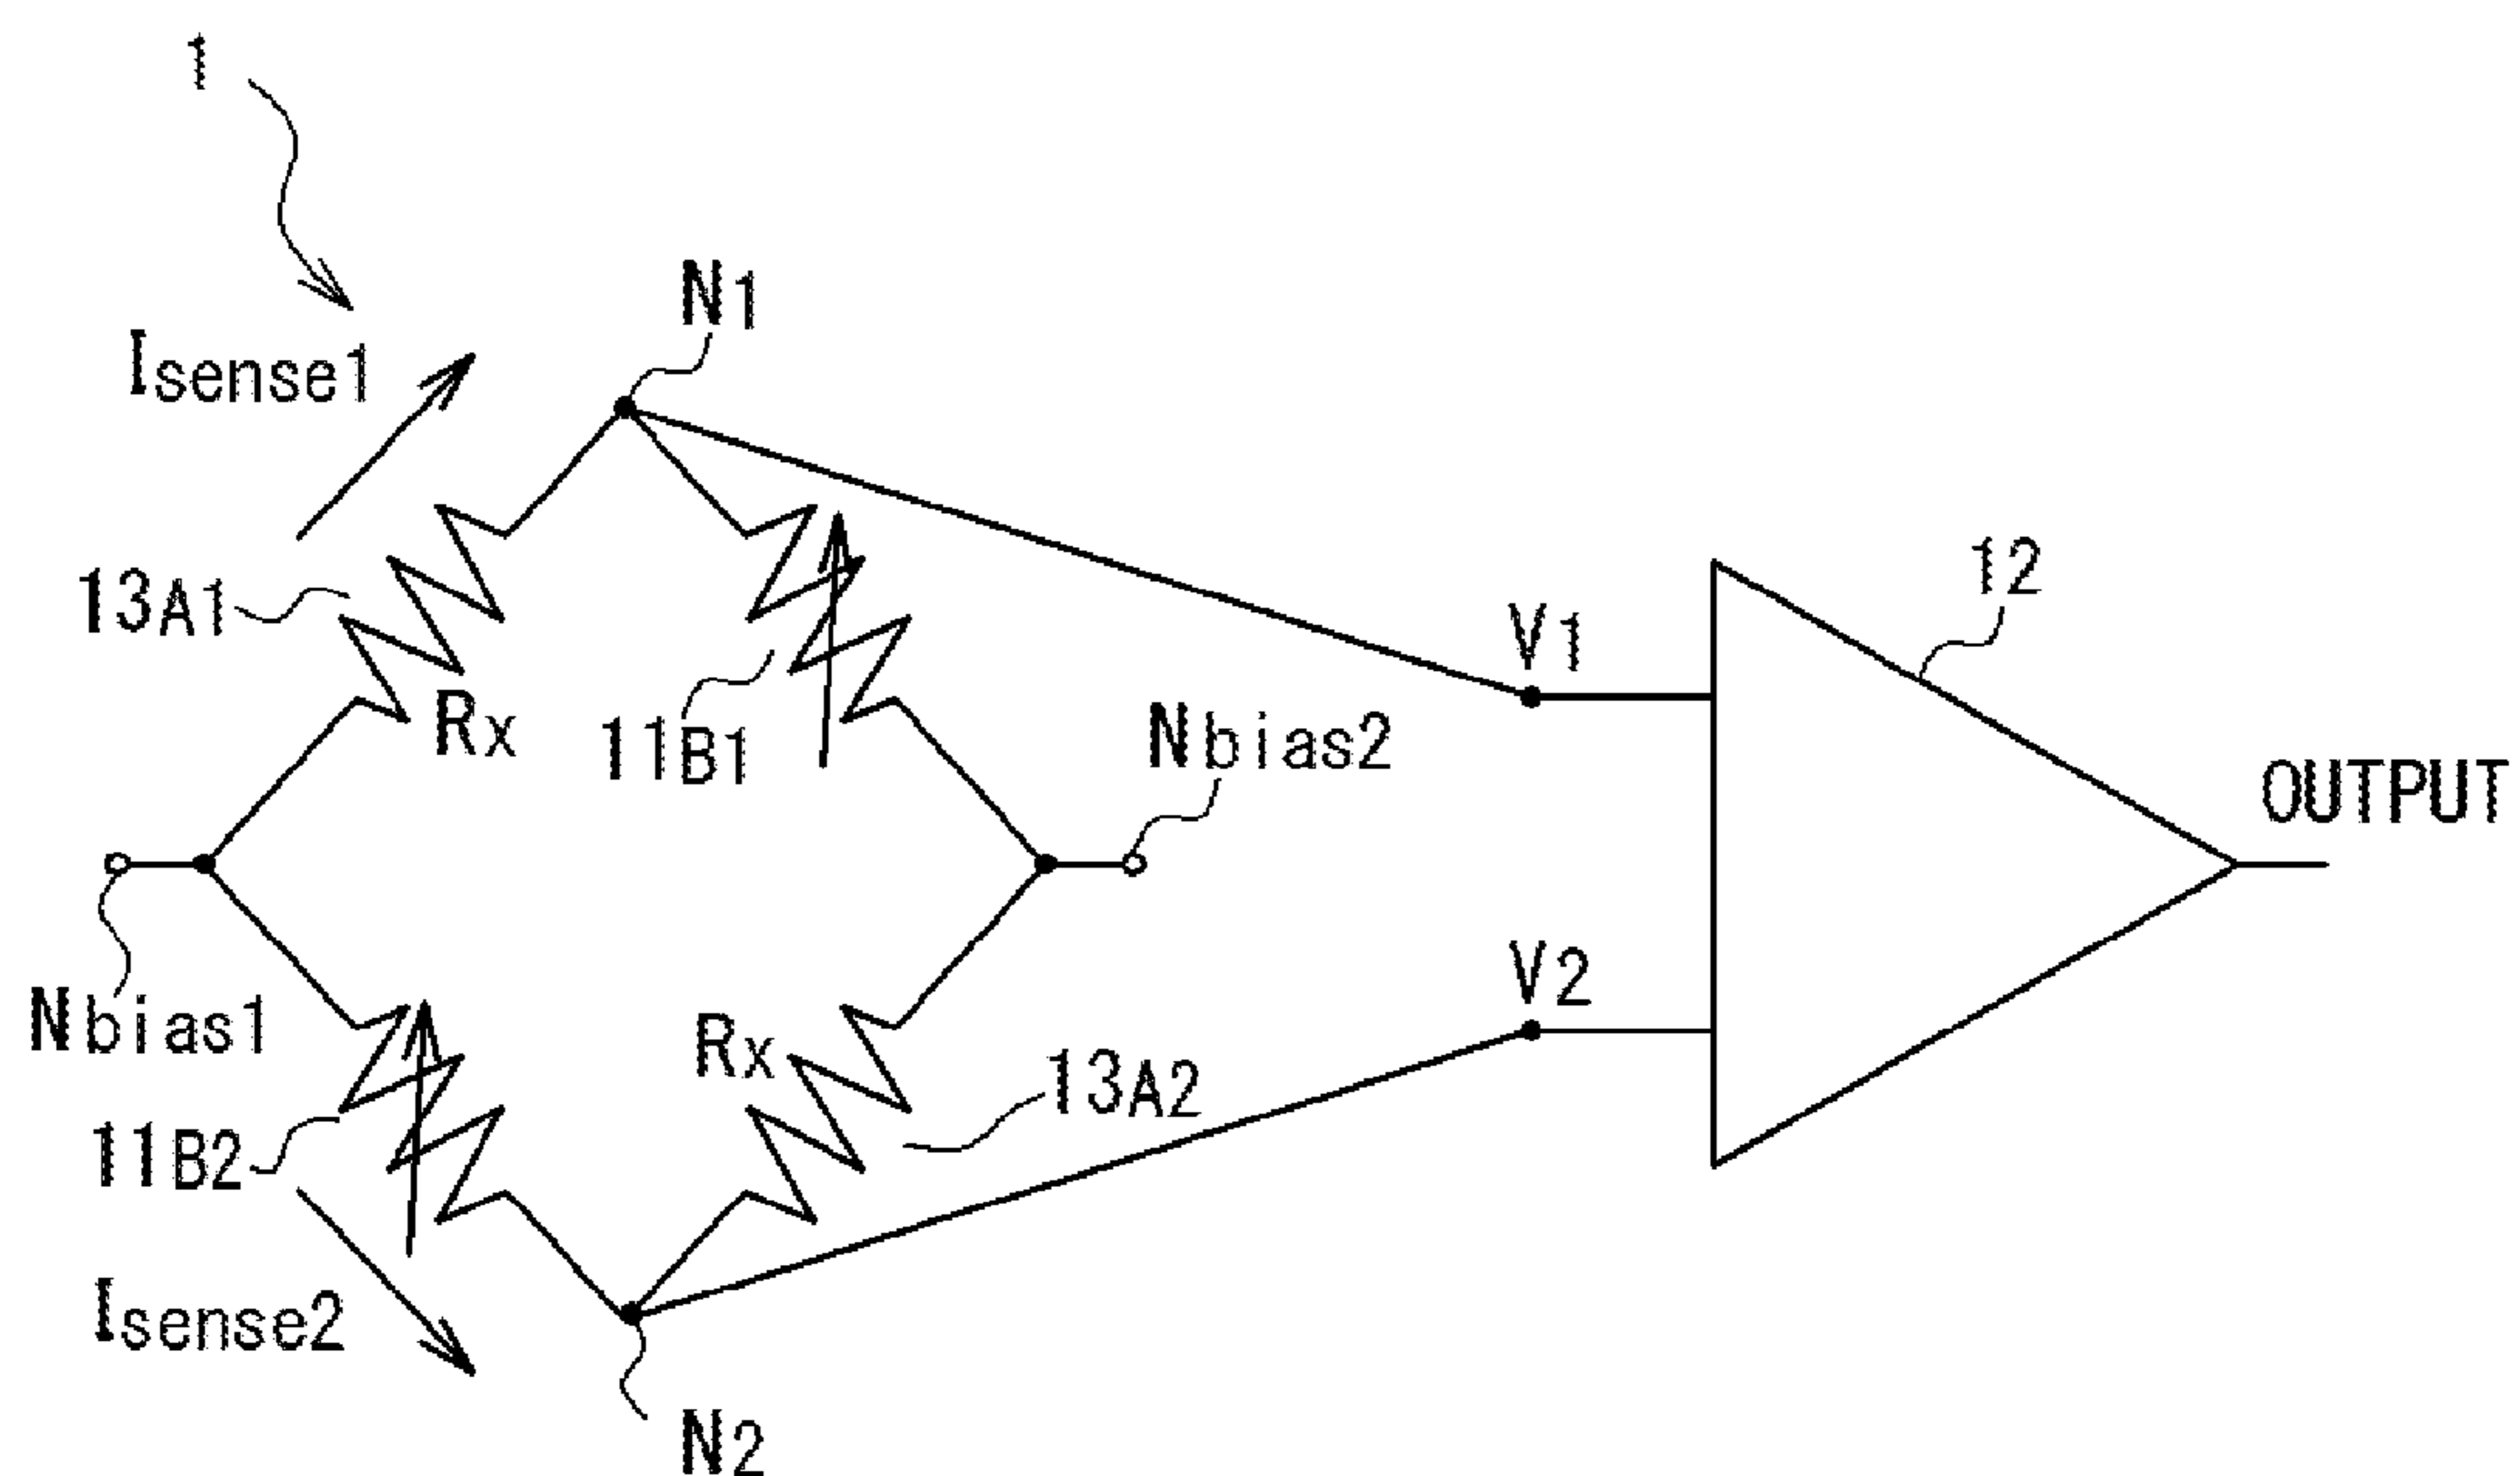 1
N1
Isense1
12
13A1
V1
Rx
11B1
Nbias2
OUTPUT
V2
Nbias1
Rx
13A2
11B2
Isense2
N2